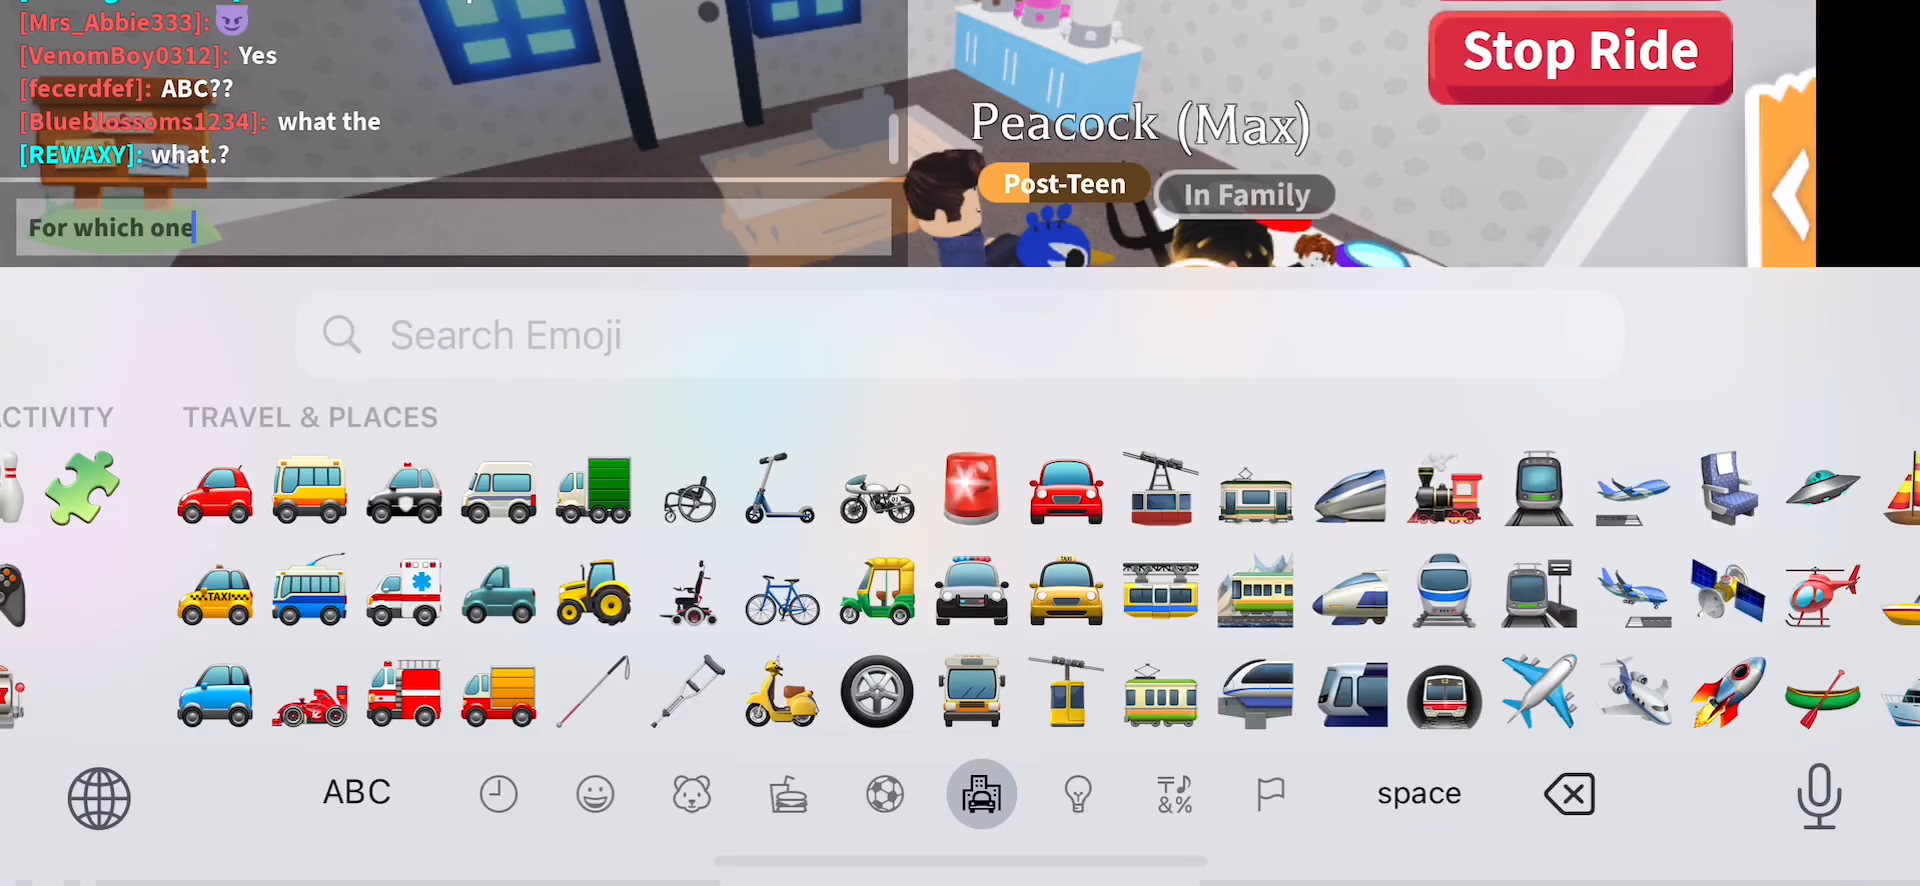 [Mrs_Abbie333]: 😈
[VenomBoy0312]: Yes
[fecerdfef]: ABC??
[Blueblossoms1234]: what the
[REWAXY]: what.?
For which one
Stop Ride
Peacock (Max)
Post-Teen
In Family
Search Emoji
CTIVITY
TRAVEL & PLACES
TAXI
TAXI
ABC
&%
space